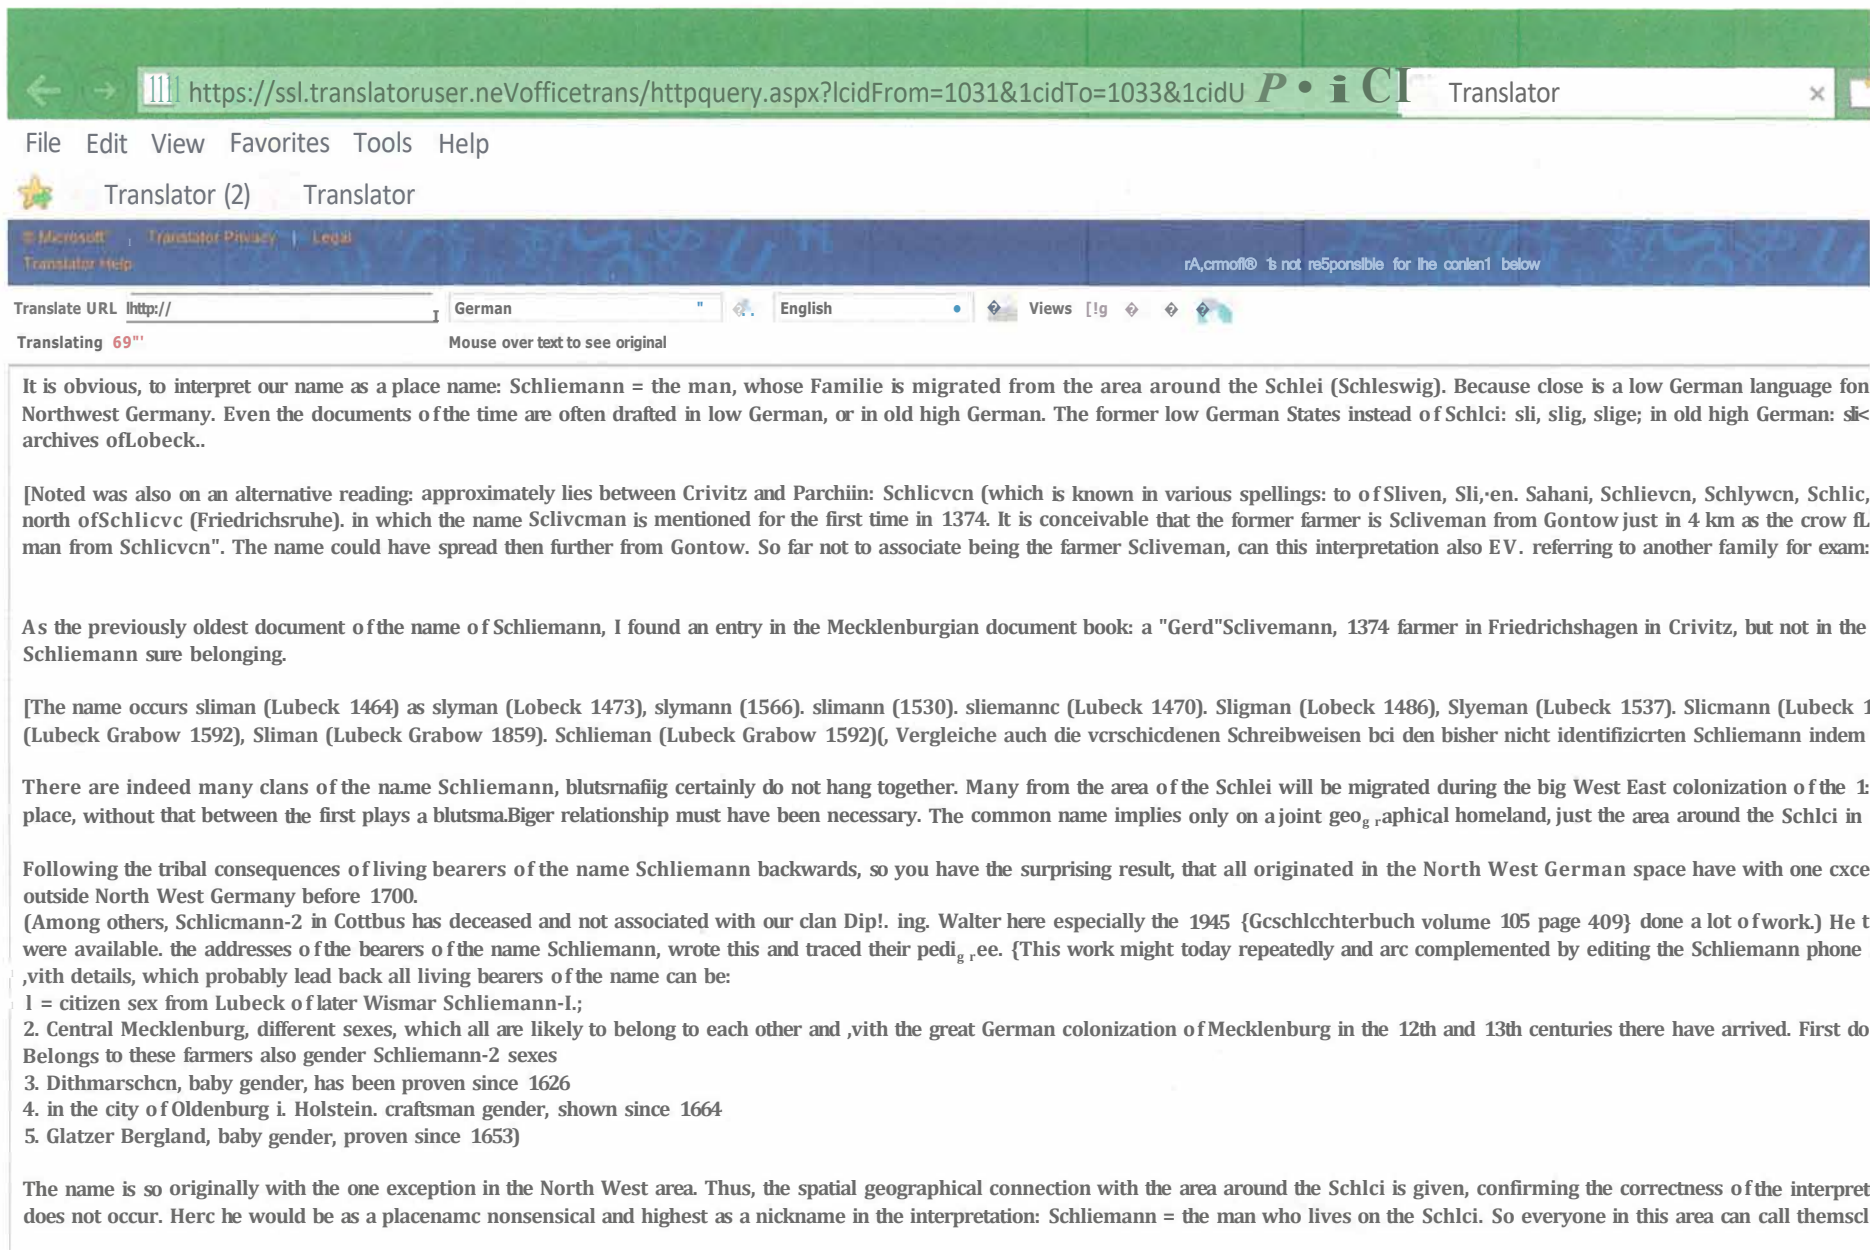 https://ssl.translatoruser.neVofficetrans/httpquery.aspx?lcidFrom=1031&1cidTo=1033&1cidU P • i CI Translator ×
File Edit View Favorites Tools Help
Translator (2) Translator
© Microsoft | Translator Privacy | Legal
Translator Help
rA,crmofl® 1s not re5ponslble for lhe conlen1 below
Translate URL lhttp:// German " English • Views [!g
Translating 69"' Mouse over text to see original
It is obvious, to interpret our name as a place name: Schliemann = the man, whose Familie is migrated from the area around the Schlei (Schleswig). Because close is a low German language fon
Northwest Germany. Even the documents of the time are often drafted in low German, or in old high German. The former low German States instead of Schlci: sli, slig, slige; in old high German: sli<
archives ofLobeck..
[Noted was also on an alternative reading: approximately lies between Crivitz and Parchiin: Schlicvcn (which is known in various spellings: to of Sliven, Sli,·en. Sahani, Schlievcn, Schlywcn, Schlic,
north ofSchlicvc (Friedrichsruhe). in which the name Sclivcman is mentioned for the first time in 1374. It is conceivable that the former farmer is Scliveman from Gontow just in 4 km as the crow fL
man from Schlicvcn". The name could have spread then further from Gontow. So far not to associate being the farmer Scliveman, can this interpretation also EV. referring to another family for exam:
As the previously oldest document of the name of Schliemann, I found an entry in the Mecklenburgian document book: a "Gerd"Sclivemann, 1374 farmer in Friedrichshagen in Crivitz, but not in the
Schliemann sure belonging.
[The name occurs sliman (Lubeck 1464) as slyman (Lobeck 1473), slymann (1566). slimann (1530). sliemannc (Lubeck 1470). Sligman (Lobeck 1486), Slyeman (Lubeck 1537). Slicmann (Lubeck 1
(Lubeck Grabow 1592), Sliman (Lubeck Grabow 1859). Schlieman (Lubeck Grabow 1592)(, Vergleiche auch die vcrschicdenen Schreibweisen bci den bisher nicht identifizicrten Schliemann indem
There are indeed many clans of the na.me Schliemann, blutsrnafiig certainly do not hang together. Many from the area of the Schlei will be migrated during the big West East colonization of the 1:
place, without that between the first plays a blutsma.Biger relationship must have been necessary. The common name implies only on a joint geog raphical homeland, just the area around the Schlci in
Following the tribal consequences of living bearers of the name Schliemann backwards, so you have the surprising result, that all originated in the North West German space have with one cxce
outside North West Germany before 1700.
(Among others, Schlicmann-2 in Cottbus has deceased and not associated with our clan Dip!. ing. Walter here especially the 1945 {Gcschlcchterbuch volume 105 page 409} done a lot of work.) He t
were available. the addresses of the bearers of the name Schliemann, wrote this and traced their pedig ree. {This work might today repeatedly and arc complemented by editing the Schliemann phone
,vith details, which probably lead back all living bearers of the name can be:
l = citizen sex from Lubeck of later Wismar Schliemann-I.;
2. Central Mecklenburg, different sexes, which all are likely to belong to each other and ,vith the great German colonization of Mecklenburg in the 12th and 13th centuries there have arrived. First do
Belongs to these farmers also gender Schliemann-2 sexes
3. Dithmarschcn, baby gender, has been proven since 1626
4. in the city of Oldenburg i. Holstein. craftsman gender, shown since 1664
5. Glatzer Bergland, baby gender, proven since 1653)
The name is so originally with the one exception in the North West area. Thus, the spatial geographical connection with the area around the Schlci is given, confirming the correctness of the interpret
does not occur. Herc he would be as a placenamc nonsensical and highest as a nickname in the interpretation: Schliemann = the man who lives on the Schlci. So everyone in this area can call themscl